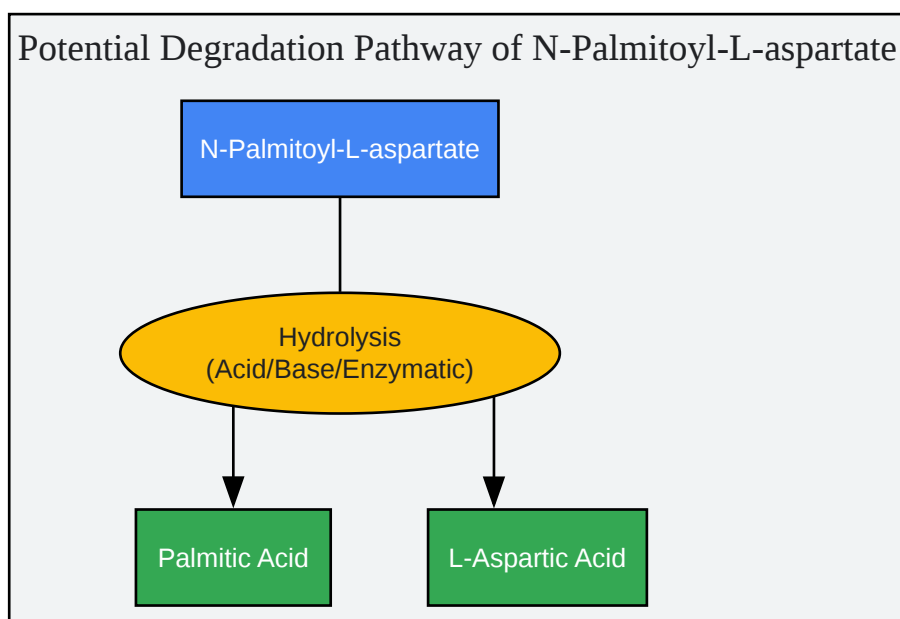 Potential Degradation Pathway of N-Palmitoyl-L-aspartate
N-Palmitoyl-L-aspartate
Hydrolysis
(Acid/Base/Enzymatic)
Palmitic Acid
L-Aspartic Acid